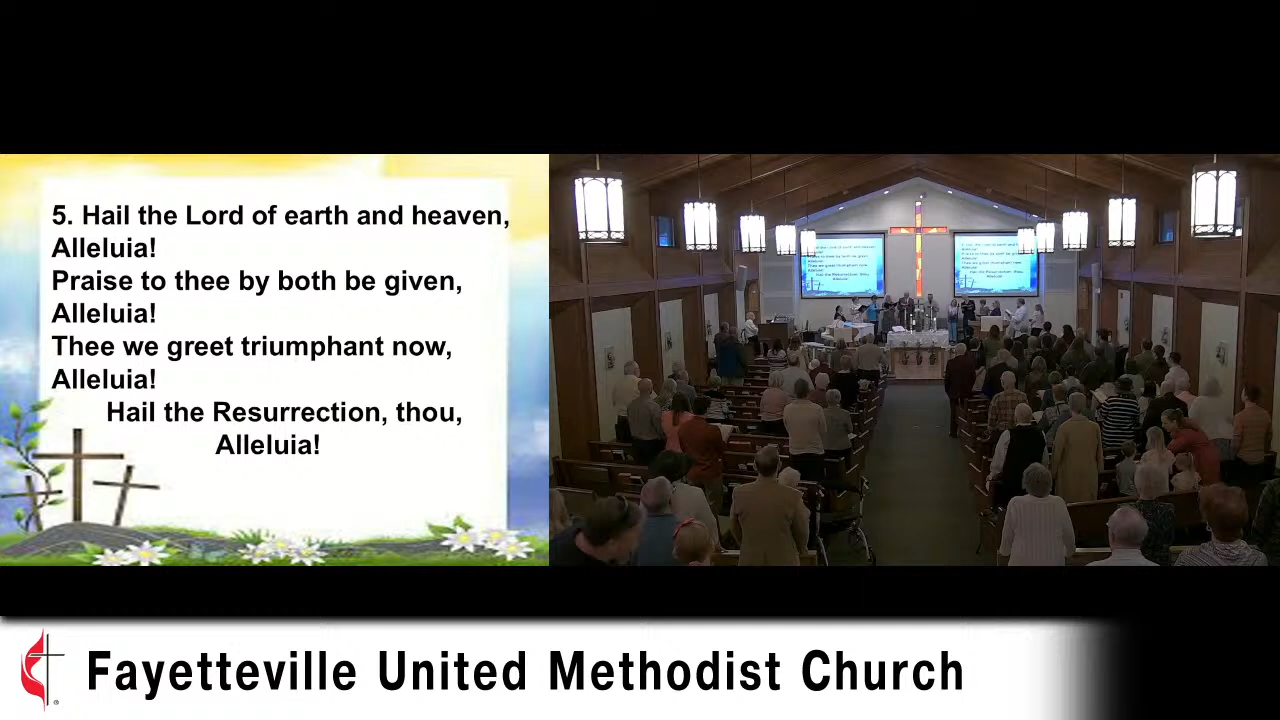 5. Hail the Lord of earth and heaven,
Alleluia!
Praise to thee by both be given,
Alleluia!
Thee we greet triumphant now,
Alleluia!
Hail the Resurrection, thou,
Alleluia!
Fayetteville United Methodist Church